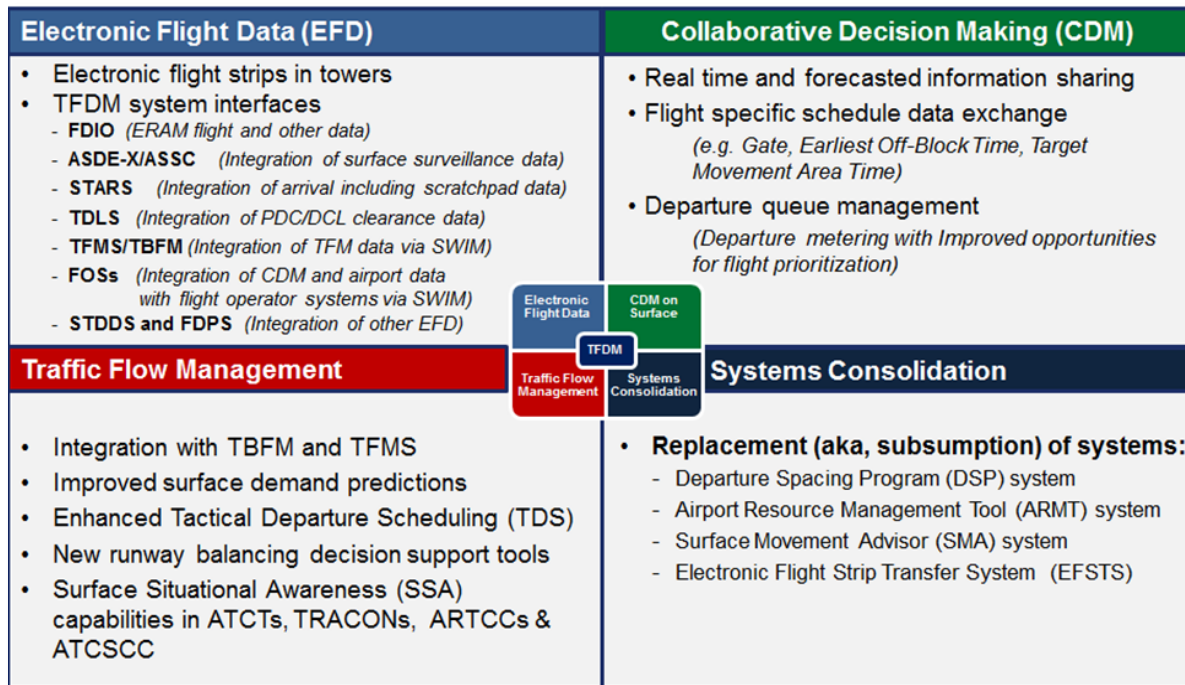 Electronic Flight Data (EFD)
• Electronic flight strips in towers
• TFDM system interfaces
- FDIO (ERAM flight and other data)
- ASDE-X/ASSC (Integration of surface surveillance data)
- STARS (Integration of arrival including scratchpad data)
- TDLS (Integration of PDC/DCL clearance data)
- TFMS/TBFM (Integration of TFM data via SWIM)
- FOSs (Integration of CDM and airport data
with flight operator systems via SWIM)
- STDDS and FDPS (Integration of other EFD)
Collaborative Decision Making (CDM)
• Real time and forecasted information sharing
• Flight specific schedule data exchange
(e.g. Gate, Earliest Off-Block Time, Target
Movement Area Time)
• Departure queue management
(Departure metering with Improved opportunities
for flight prioritization)
Electronic
Flight Data
CDM on
Surface
TFDM
Traffic Flow
Management
Systems
Consolidation
Traffic Flow Management
• Integration with TBFM and TFMS
• Improved surface demand predictions
• Enhanced Tactical Departure Scheduling (TDS)
• New runway balancing decision support tools
• Surface Situational Awareness (SSA)
capabilities in ATCTs, TRACONs, ARTCCs &
ATCSCC
Systems Consolidation
• Replacement (aka, subsumption) of systems:
- Departure Spacing Program (DSP) system
- Airport Resource Management Tool (ARMT) system
- Surface Movement Advisor (SMA) system
- Electronic Flight Strip Transfer System (EFSTS)